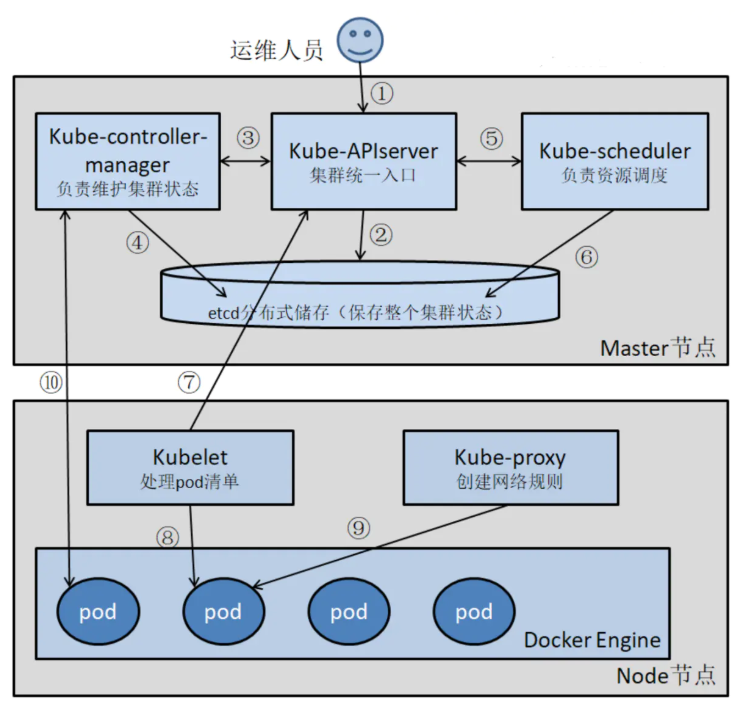 运维人员
①
Kube-controller-
manager
负责维护集群状态
③
Kube-APIserver
集群统一入口
⑤
Kube-scheduler
负责资源调度
④
②
⑥
etcd分布式储存（保存整个集群状态）
Master节点
⑩
⑦
Kubelet
处理pod清单
Kube-proxy
创建网络规则
⑧
⑨
pod
pod
pod
pod
Docker Engine
Node节点